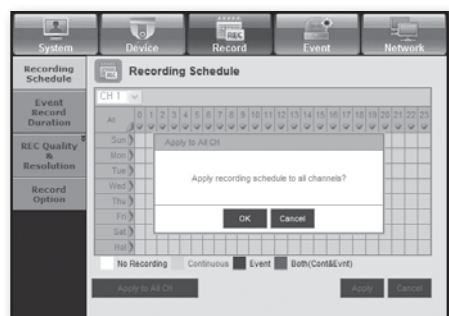 System Device Record Event Network
REC
Recording
Schedule
Event
Record
Duration
REC Quality
&
Resolution
Record
Option
Recording Schedule
CH 1
All 0 1 2 3 4 5 6 7 8 9 10 11 12 13 14 15 16 17 18 19 20 21 22 23
Sun
Mon
Tue
Wed
Thu
Fri
Sat
Hol
Apply to All CH
Apply recording schedule to all channels?
OK Cancel
No Recording Continuous Event Both(Cont&Evnt)
Apply to All CH Apply Cancel